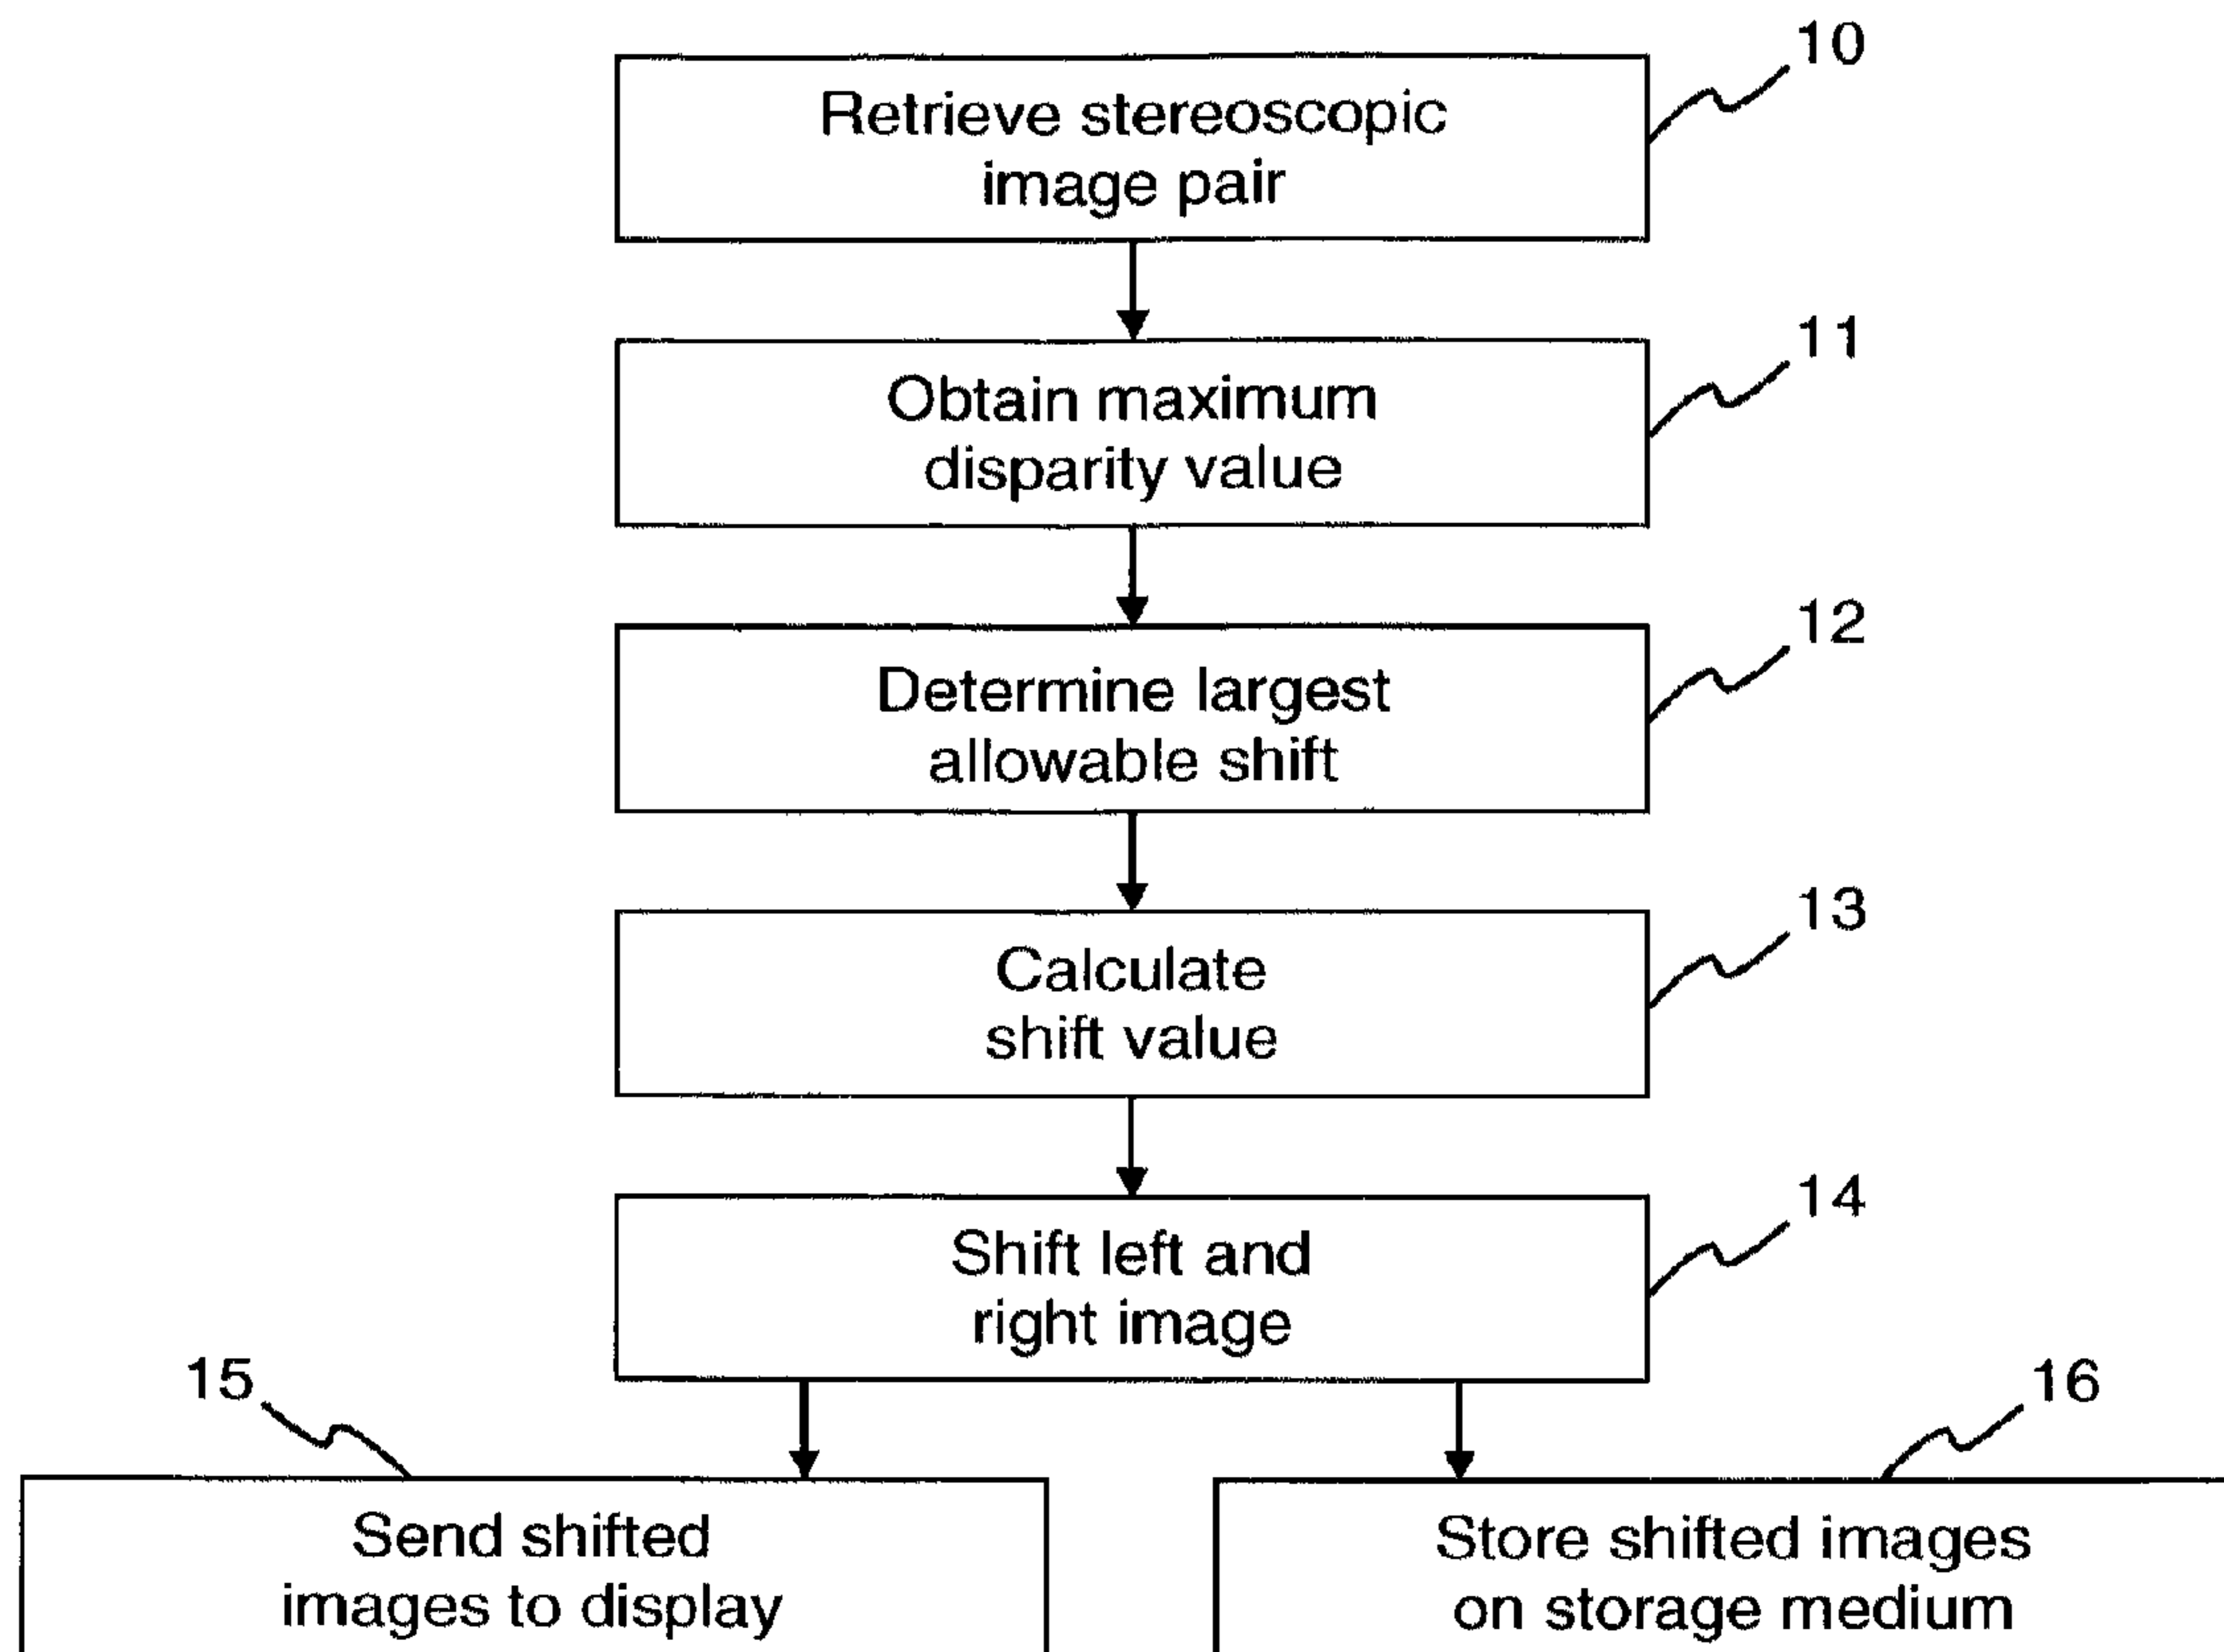 10
Retrieve stereoscopic
image pair
11
Obtain maximum
disparity value
12
Determine largest
allowable shift
13
Calculate
shift value
14
Shift left and
right image
15
16
Send shifted
images to display
Store shifted images
on storage medium